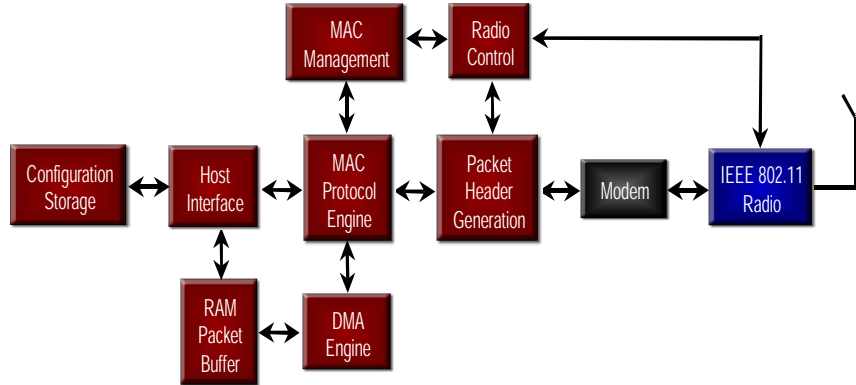 MAC
Management
Radio
Control
Configuration
Storage
Host
Interface
MAC
Protocol
Engine
Packet
Header
Generation
Modem
IEEE 802.11
Radio
RAM
Packet
Buffer
DMA
Engine